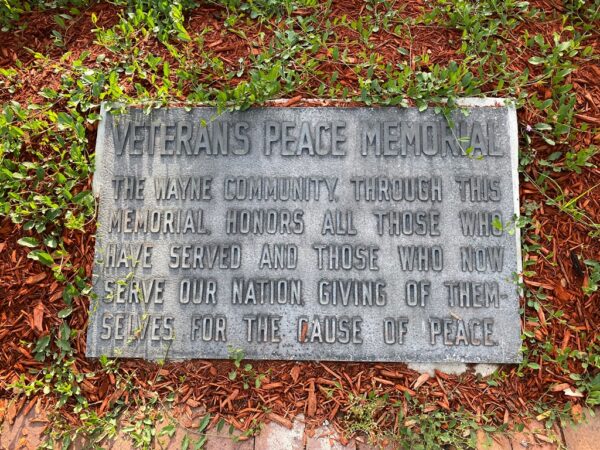 VETERANS PEACE MEMORIAL
THE WAYNE COMMUNITY, THROUGH THIS
MEMORIAL, HONORS ALL THOSE WHO
HAVE SERVED AND THOSE WHO NOW
SERVE OUR NATION, GIVING OF THEM-
SELVES FOR THE CAUSE OF PEACE.